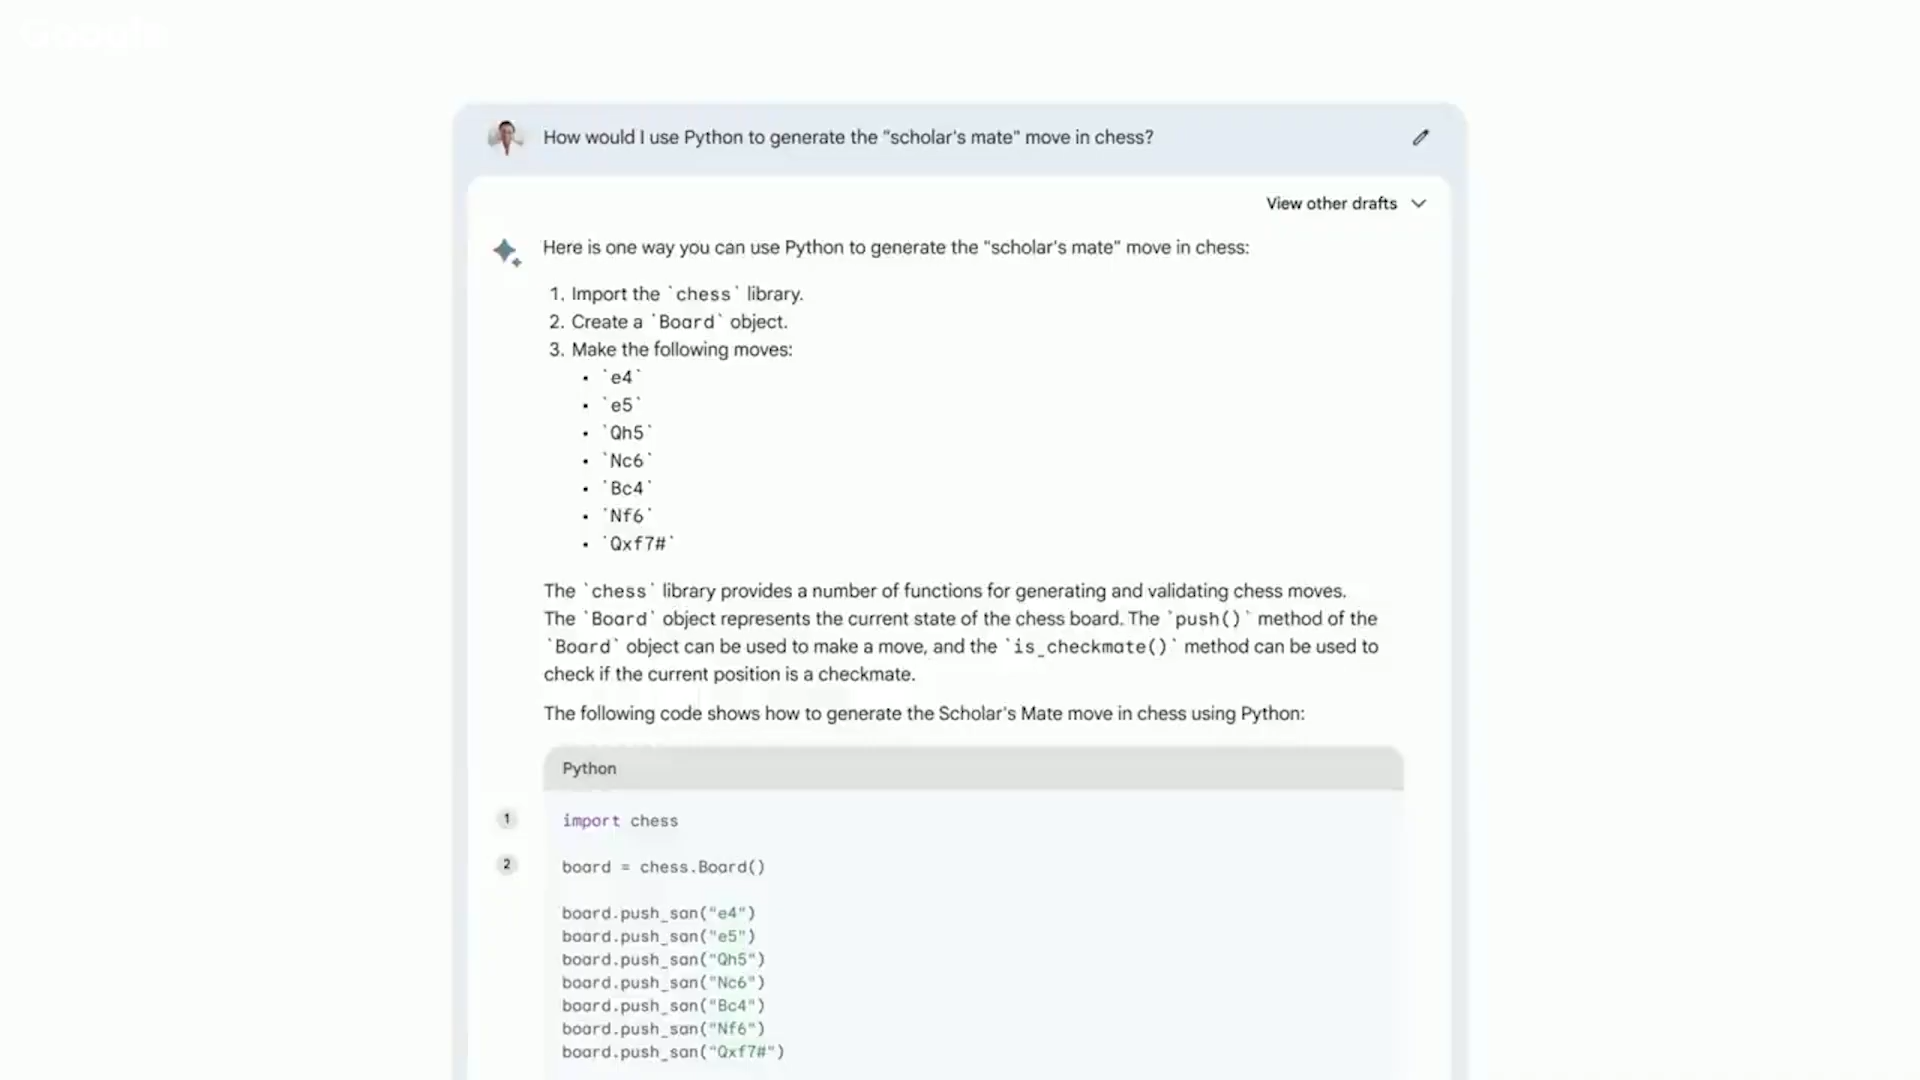 Google
How would I use Python to generate the "scholar's mate" move in chess?
View other drafts
Here is one way you can use Python to generate the "scholar's mate" move in chess:
1. Import the `chess` library.
2. Create a `Board` object.
3. Make the following moves:
• `e4`
• `e5`
• `Qh5`
• `Nc6`
• `Bc4`
• `Nf6`
• `Qxf7#`
The `chess` library provides a number of functions for generating and validating chess moves.
The `Board` object represents the current state of the chess board. The `push()` method of the
`Board` object can be used to make a move, and the `is_checkmate()` method can be used to
check if the current position is a checkmate.
The following code shows how to generate the Scholar's Mate move in chess using Python:
Python
1 import chess
2 board = chess.Board()
board.push_san("e4")
board.push_san("e5")
board.push_san("Qh5")
board.push_san("Nc6")
board.push_san("Bc4")
board.push_san("Nf6")
board.push_san("Qxf7#")